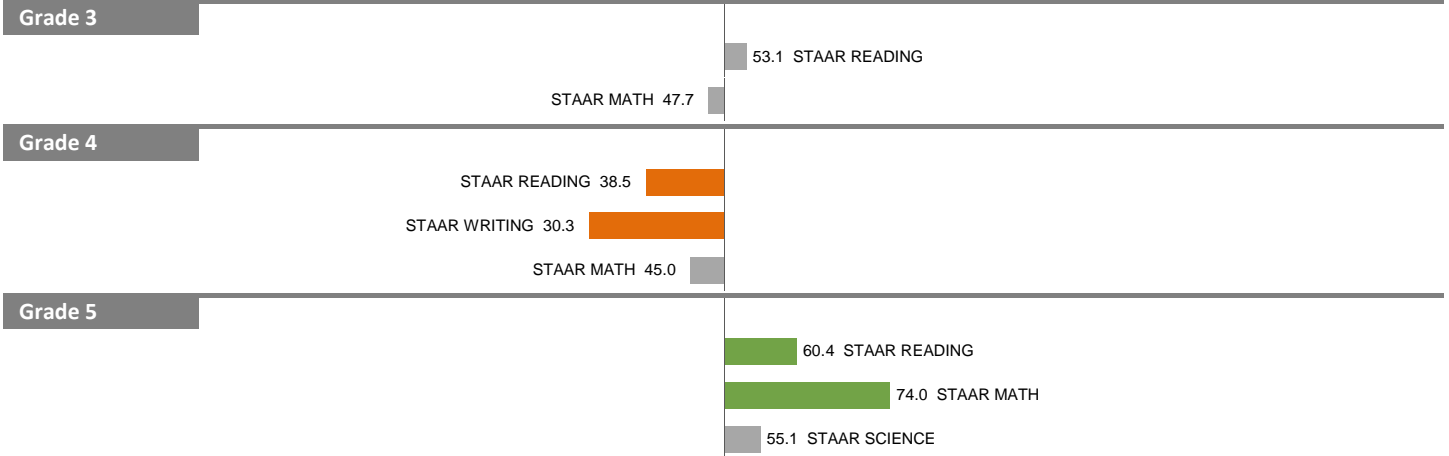 Grade 3
53.1 STAAR READING
STAAR MATH 47.7
Grade 4
STAAR READING 38.5
STAAR WRITING 30.3
STAAR MATH 45.0
Grade 5
60.4 STAAR READING
74.0 STAAR MATH
55.1 STAAR SCIENCE